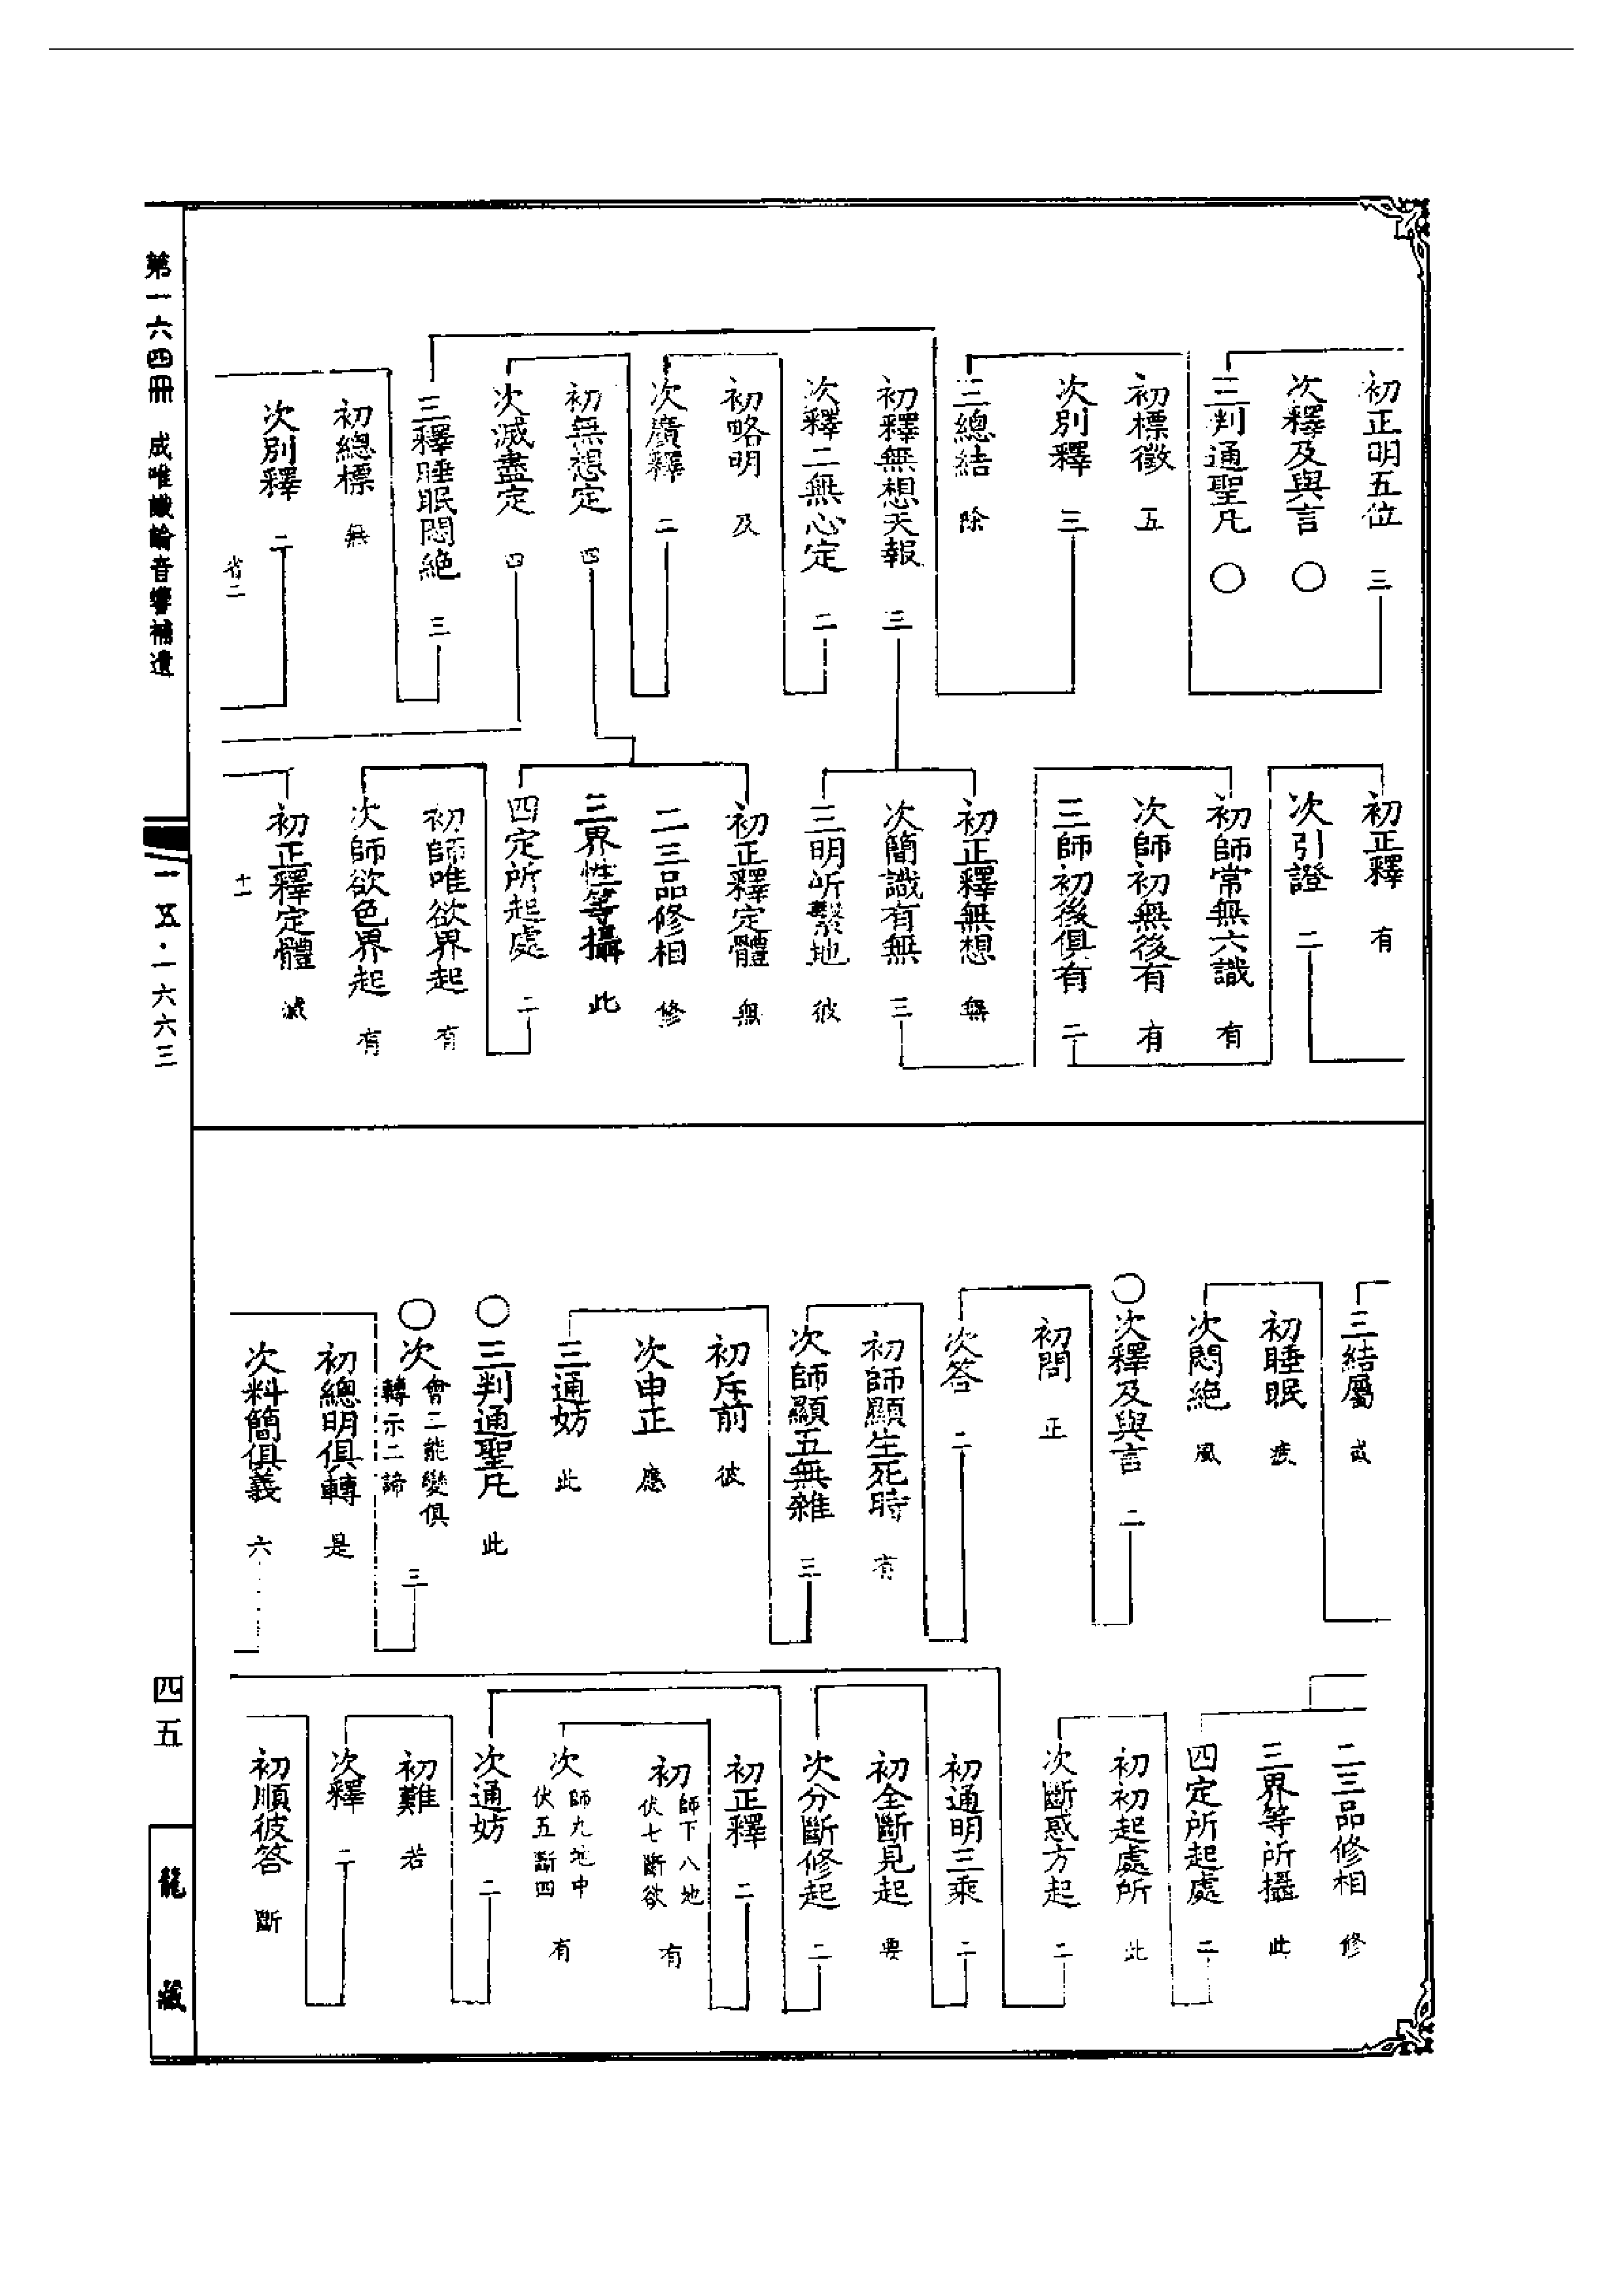 初正明五位 三
次釋及與言 ○
三判通聖凡 ○
初標徵 五
次別釋 三
三總結 除
初釋無想天報 三
次釋二無心定 二
初略明 及
次廣釋 二
初無想定 四
次滅盡定 四
三釋睡眠悶絶 三
初總標 無
次別釋 二
省二
初正釋 有
次引證 二
初師常無六識 有
次師初無後有 有
三師初後俱有 二
初正釋無想 無
次簡識有無 三
三明所繫地 彼
初正釋定體 無
二三品修相 修
三界性等攝 此
四定所起處 二
初師唯欲界起 有
次師欲色界起 有
初正釋定體 滅
十一
三結屬 或
初睡眠 疲
次悶絶 風
○次釋及與言 二
初問 正
次答 二
初師顯生死時 有
次師顯五無雜 三
初斥前 彼
次申正 應
三通妨 此
○三判通聖凡 此
○次會二能變俱轉示二諦 三
初總明俱轉 是
次料簡俱義 六
二三品修相 修
三界等所攝 此
四定所起處 二
初初起處所 此
次斷惑方起 二
初通明三乘 二
初全斷見起 要
次分斷修起 二
初正釋 二
初師下八地伏七斷欲 有
次師九地中伏五斷四 有
次通妨 二
初難 若
次釋 二
初順彼答 斷
第一六四冊 成唯識論音響補遺
一五·一六六三
四五
龍藏